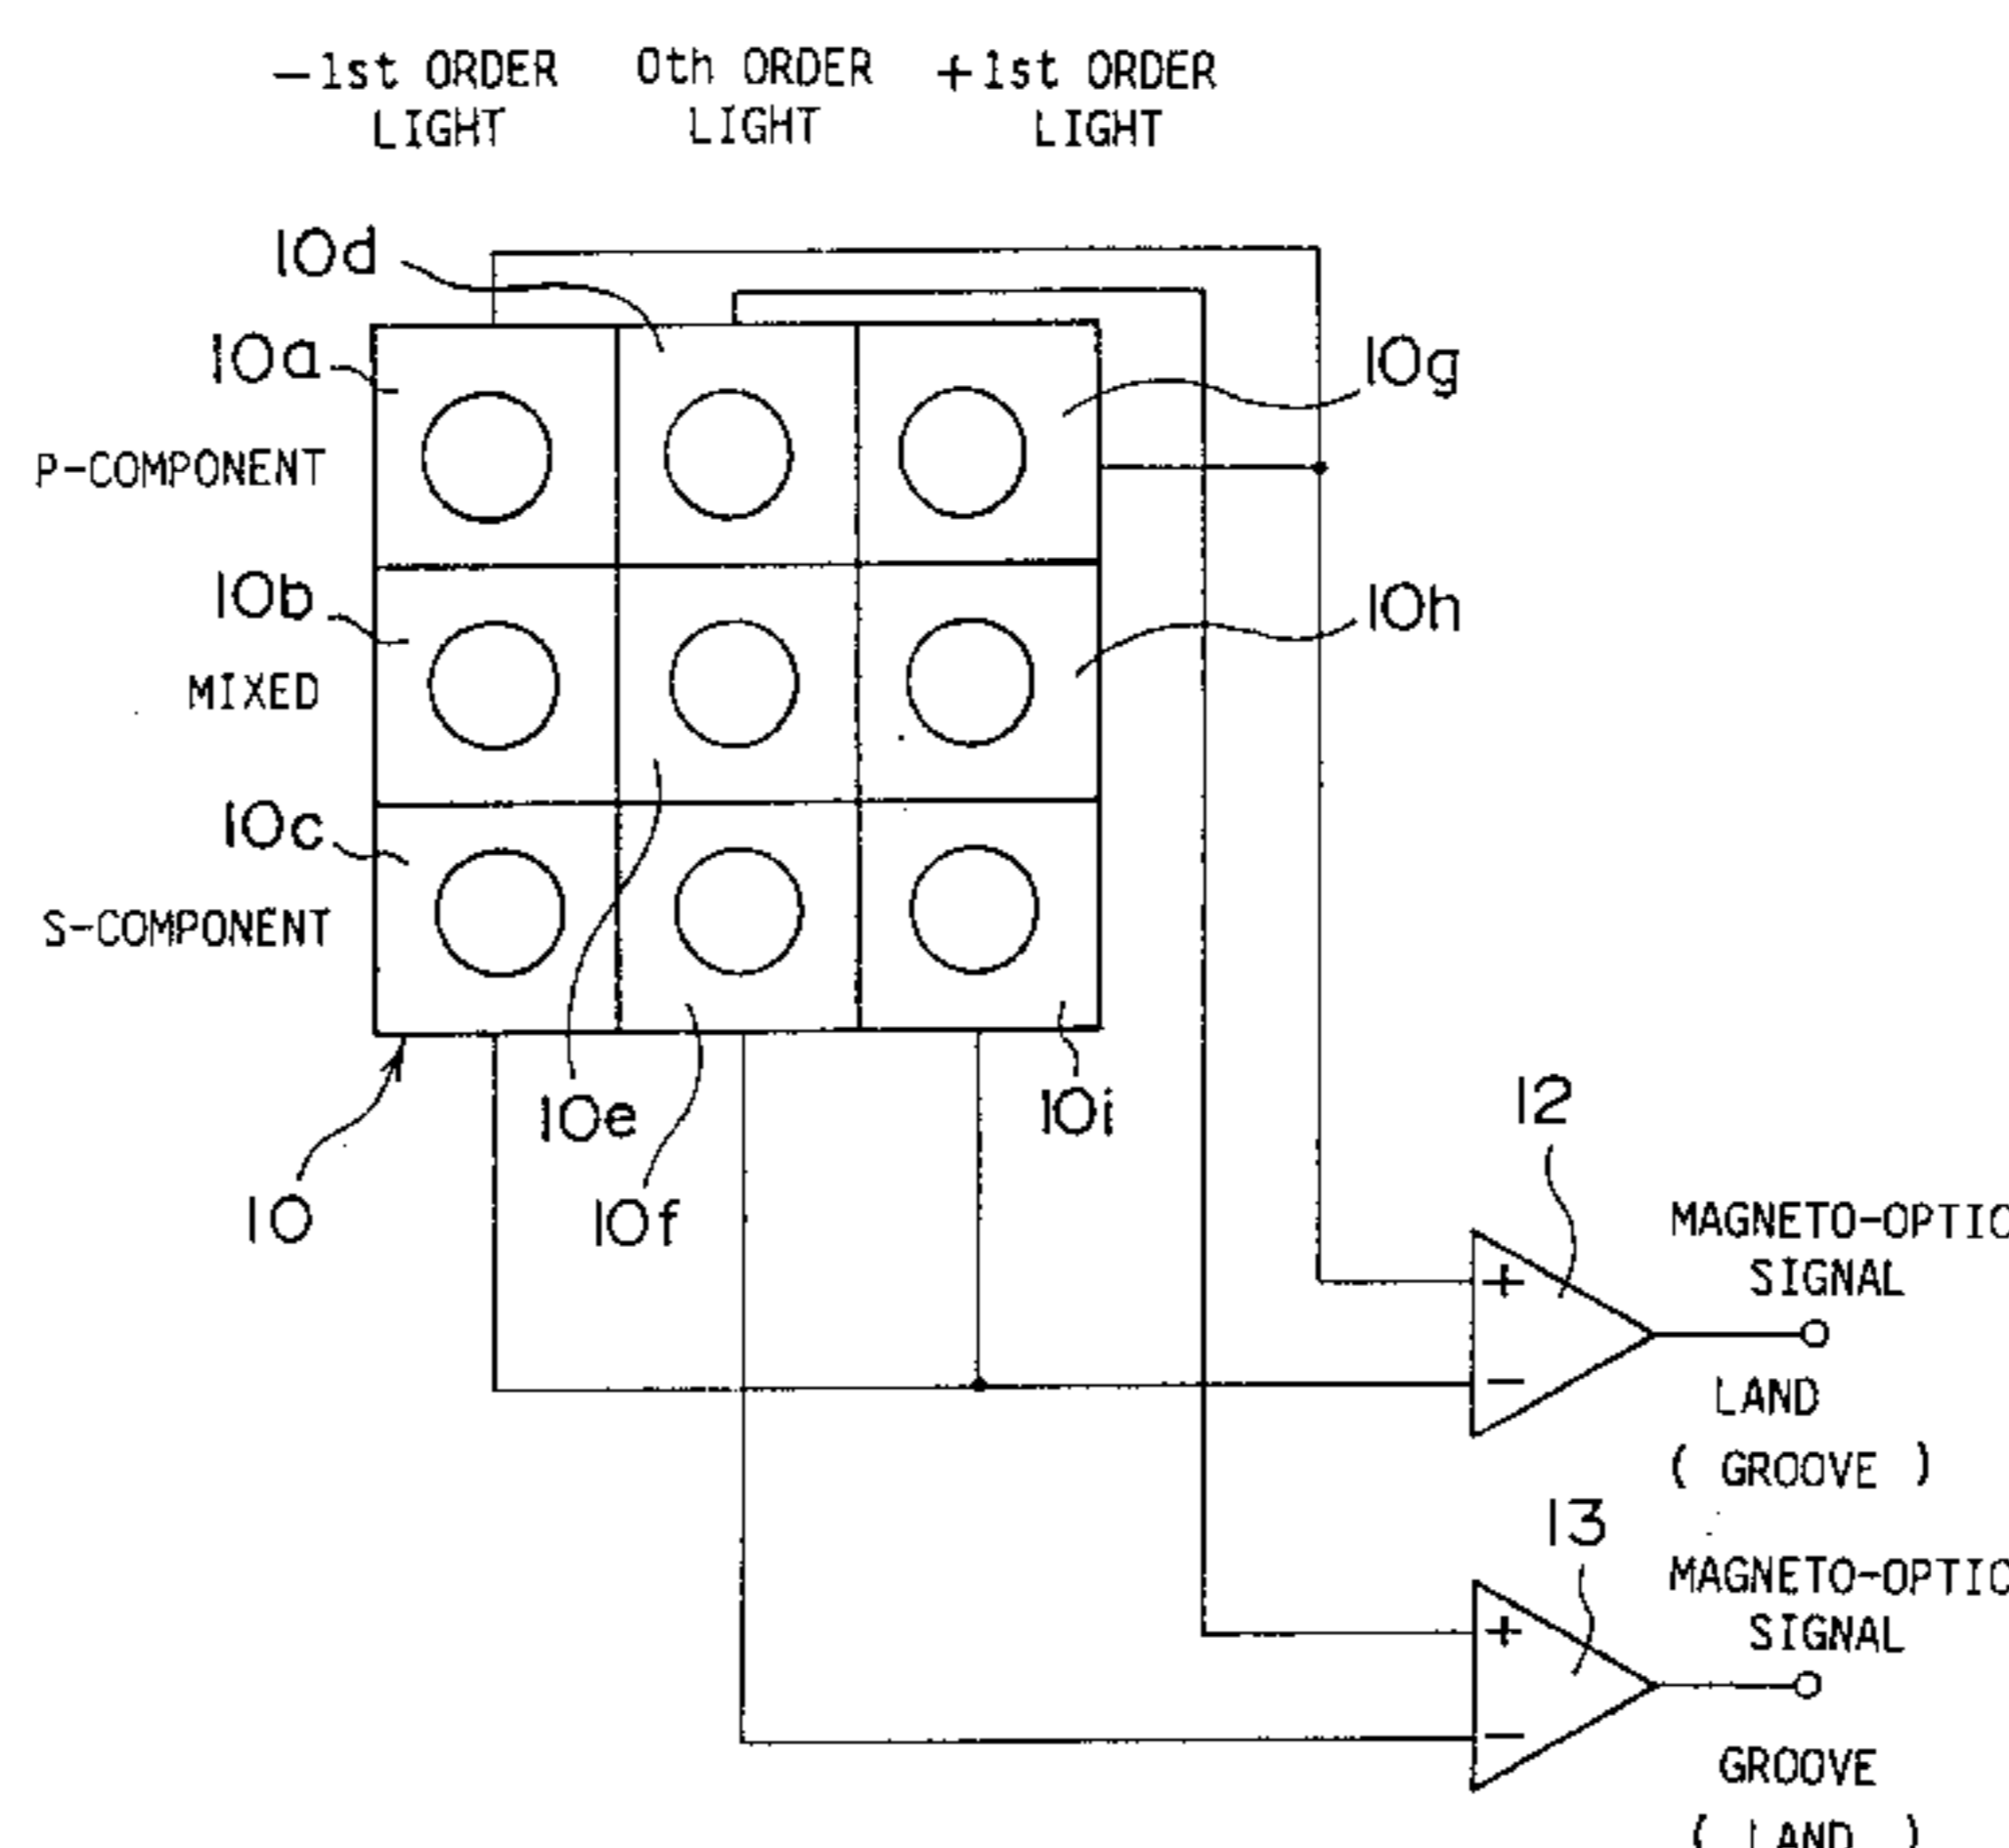 —1st ORDER LIGHT
0th ORDER LIGHT
+1st ORDER LIGHT
10d
10a
10g
P-COMPONENT
10b
10h
MIXED
10c
S-COMPONENT
10e
10i
12
10
10f
MAGNETO-OPTIC
SIGNAL
+
−
LAND
( GROOVE )
13
MAGNETO-OPTIC
SIGNAL
+
−
GROOVE
( LAND )